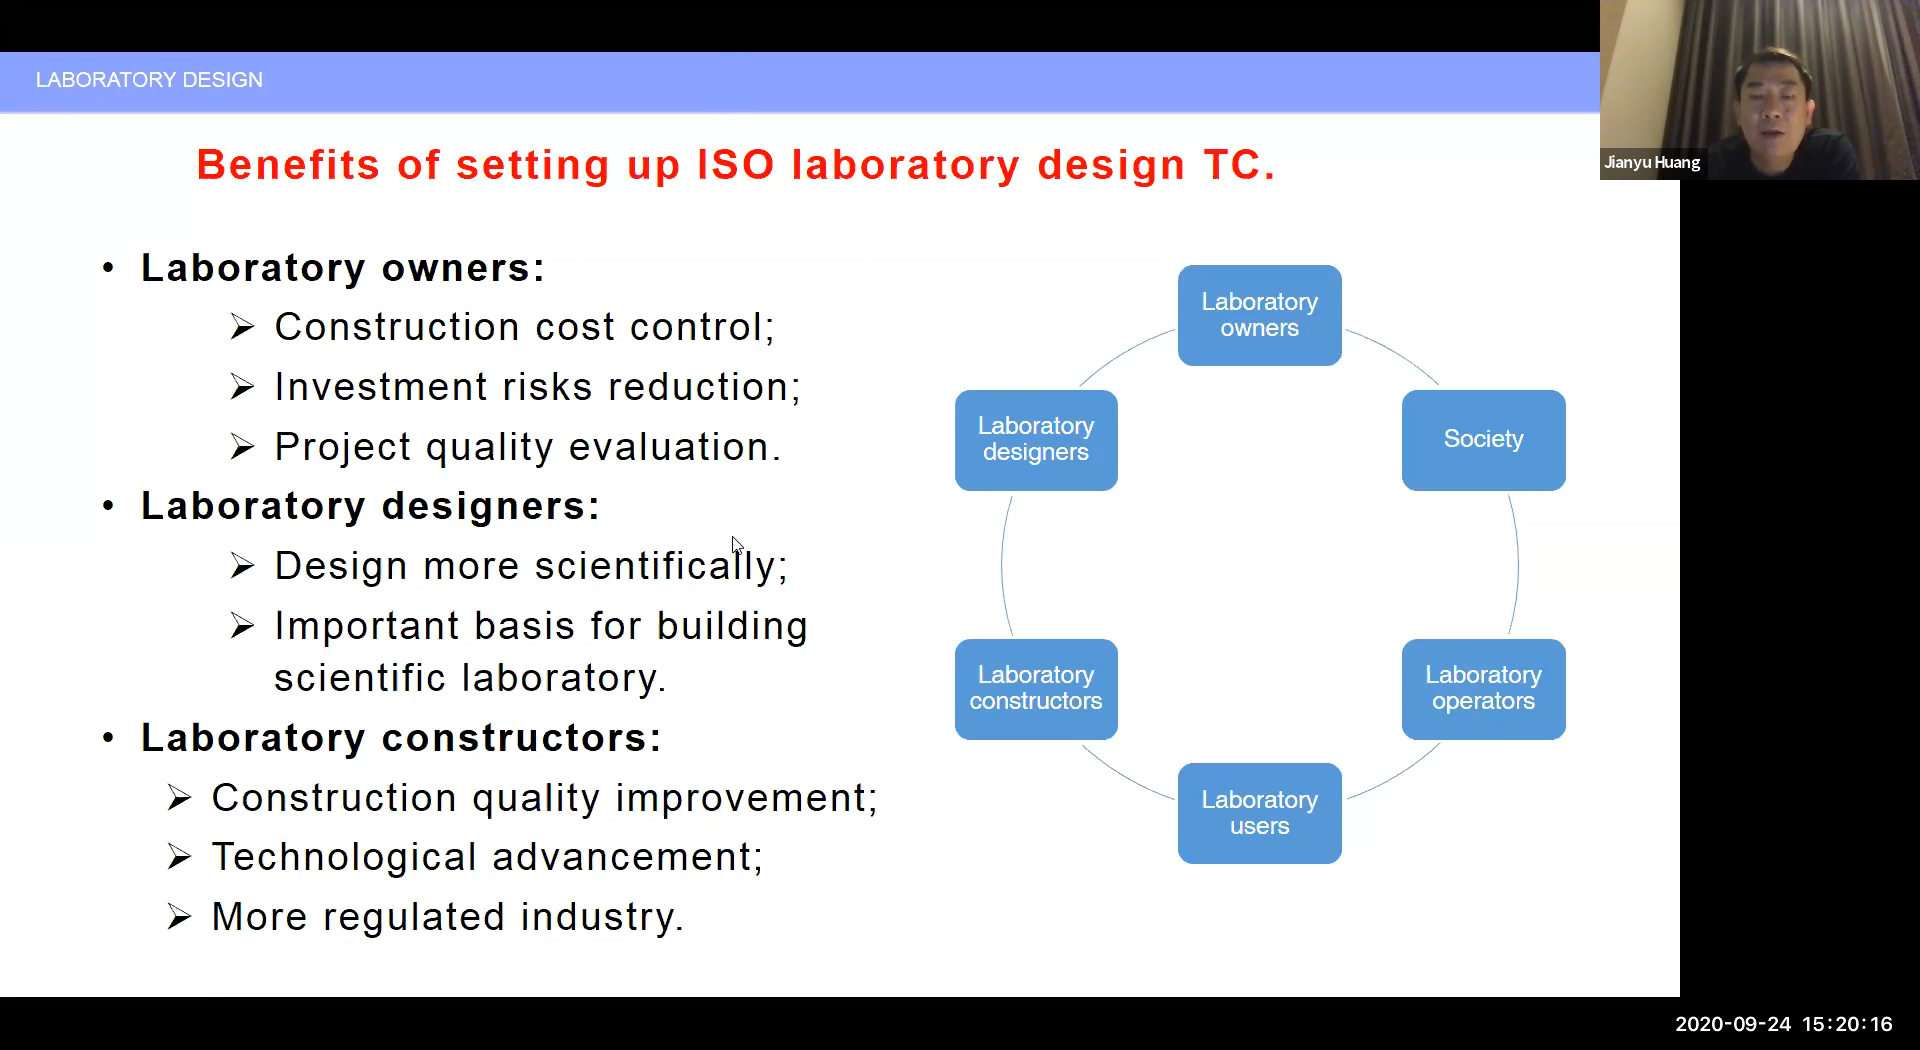 LABORATORY DESIGN
Jianyu Huang
Benefits of setting up ISO laboratory design TC.
• Laboratory owners:
➢ Construction cost control;
➢ Investment risks reduction;
➢ Project quality evaluation.
• Laboratory designers:
➢ Design more scientifically;
➢ Important basis for building
scientific laboratory.
• Laboratory constructors:
➢ Construction quality improvement;
➢ Technological advancement;
➢ More regulated industry.
Laboratory
owners
Society
Laboratory
operators
Laboratory
users
Laboratory
constructors
Laboratory
designers
2020-09-24 15:20:16